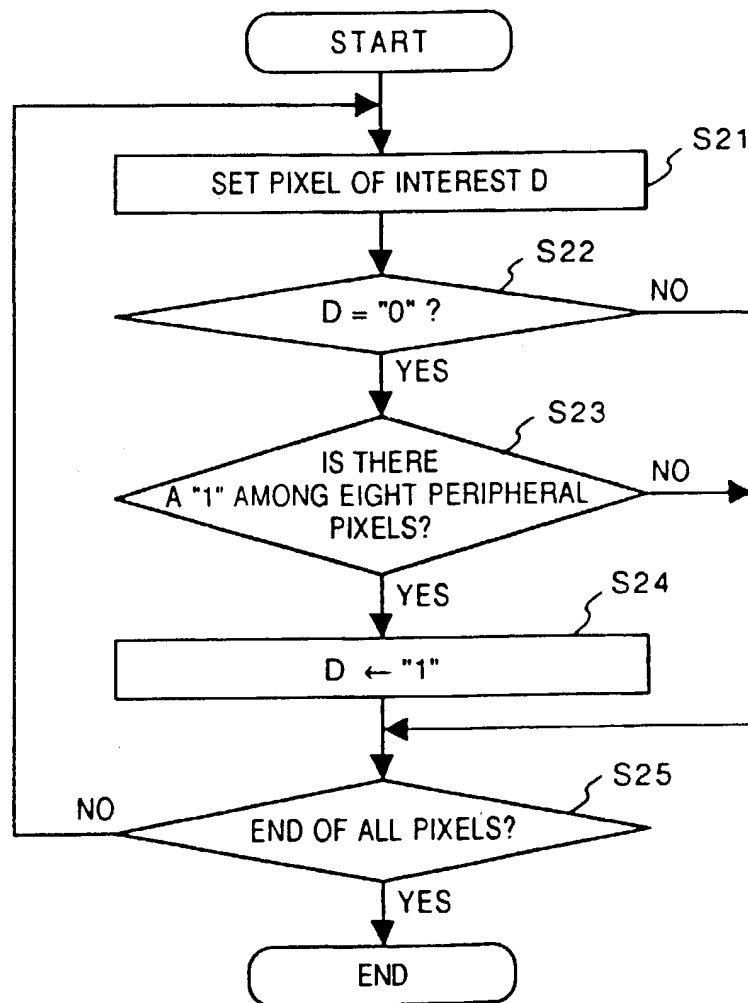 START
S21
SET PIXEL OF INTEREST D
S22
D = "0" ?
NO
YES
S23
IS THERE
A "1" AMONG EIGHT PERIPHERAL
PIXELS?
NO
YES
S24
D ← "1"
S25
NO
END OF ALL PIXELS?
YES
END